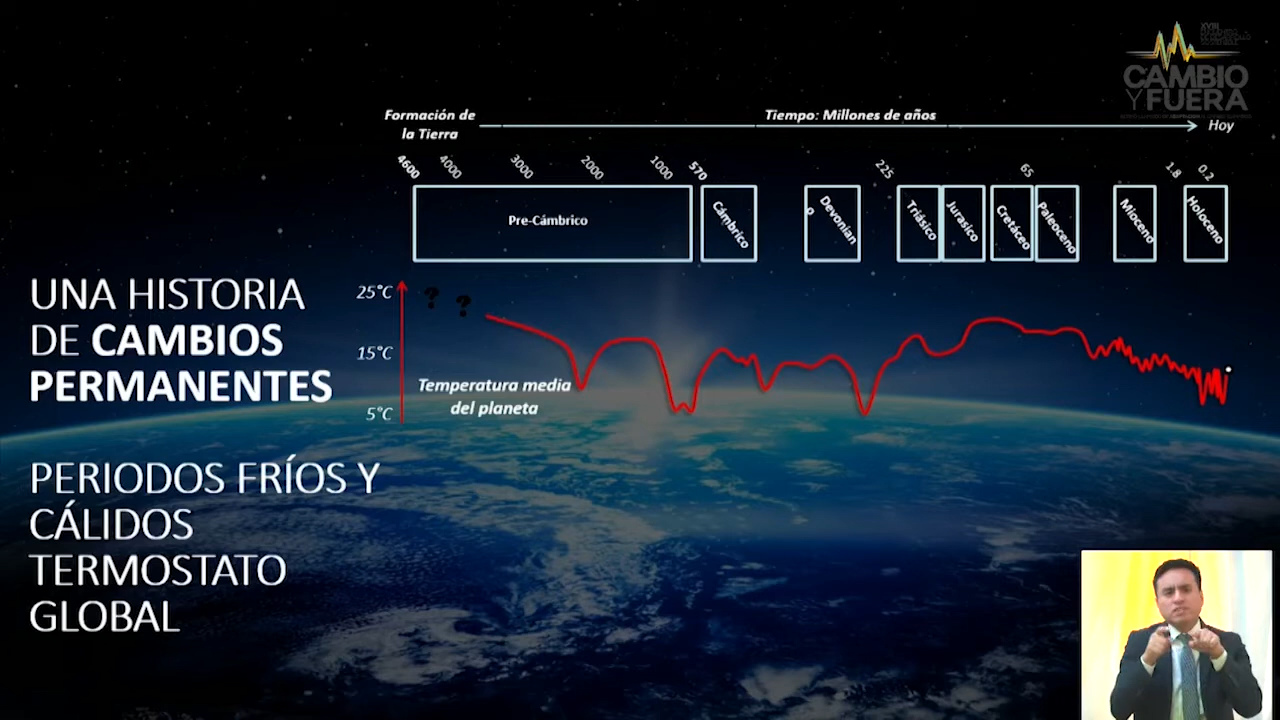 XVIII
CAMBIO
Y FUERA
Formación de
la Tierra
Tiempo: Millones de años
Hoy
4600 4000 3000 2000 1000 570 225 65 1.8 0.2
Pre-Cámbrico
Cámbrico
Devonian
o
Triásico
Jurasico
Cretáceo
Paleoceno
Mioceno
Holoceno
UNA HISTORIA
DE CAMBIOS
PERMANENTES
25°C
? ?
15°C
5°C
Temperatura media
del planeta
PERIODOS FRÍOS Y
CÁLIDOS
TERMOSTATO
GLOBAL